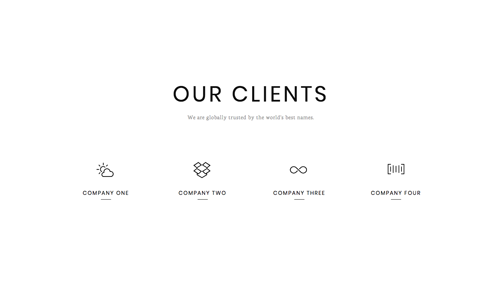 OUR CLIENTS
We are globally trusted by the world's best names.
COMPANY ONE
COMPANY TWO
COMPANY THREE
COMPANY FOUR